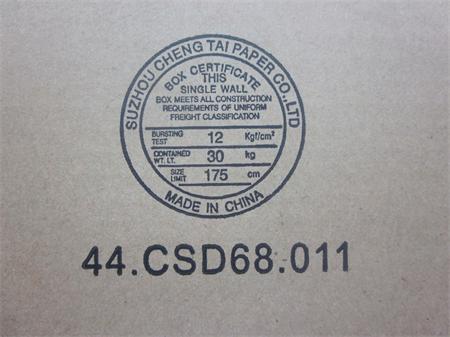 SUZHOU CHENG TAI PAPER CO.,LTD
BOX CERTIFICATE
THIS
SINGLE WALL
BOX MEETS ALL CONSTRUCTION
REQUIREMENTS OF UNIFORM
FREIGHT CLASSIFICATION
BURSTING TEST 12 Kgf/cm²
CONTAINED WT. LT. 30 kg
SIZE LIMIT 175 cm
MADE IN CHINA
44.CSD68.011